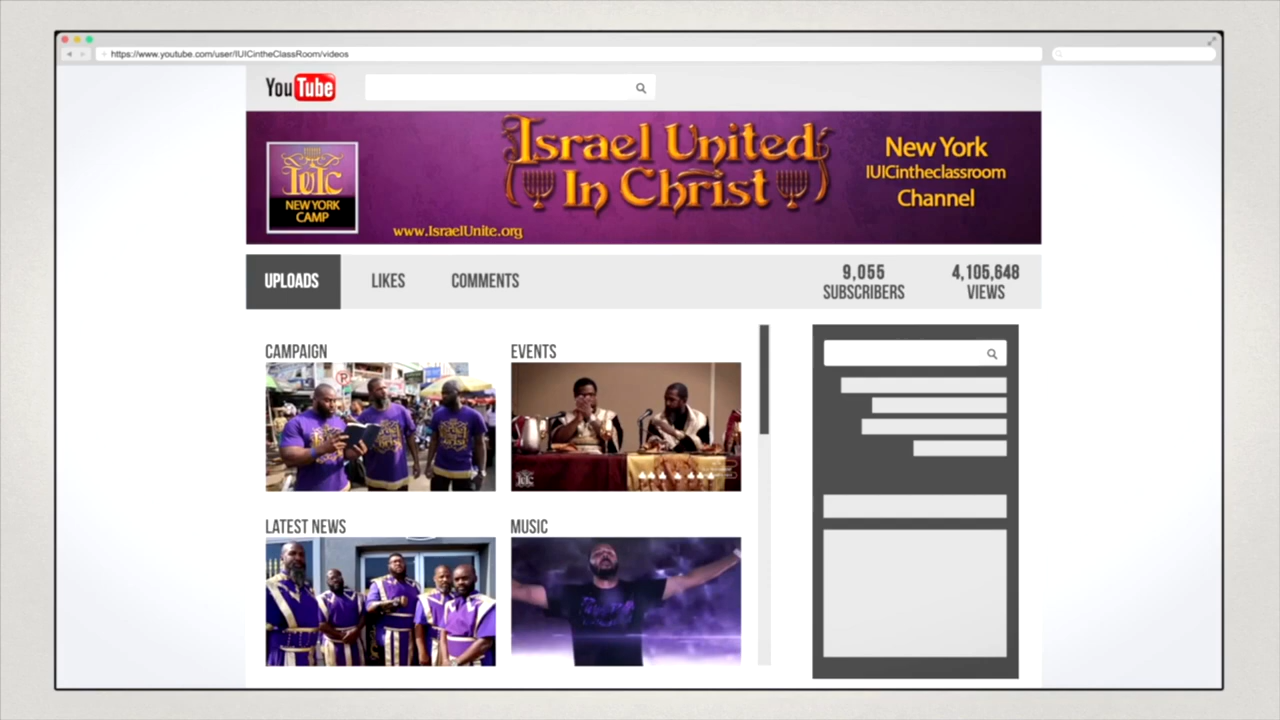 https://www.youtube.com/user/IUICintheClassRoom/videos
YouTube
Israel United
In Christ
IUIC
NEW YORK
CAMP
www.IsraelUnite.org
New York
IUICintheclassroom
Channel
UPLOADS
LIKES
COMMENTS
9,055
SUBSCRIBERS
4,105,648
VIEWS
CAMPAIGN
EVENTS
IUIC
LATEST NEWS
MUSIC